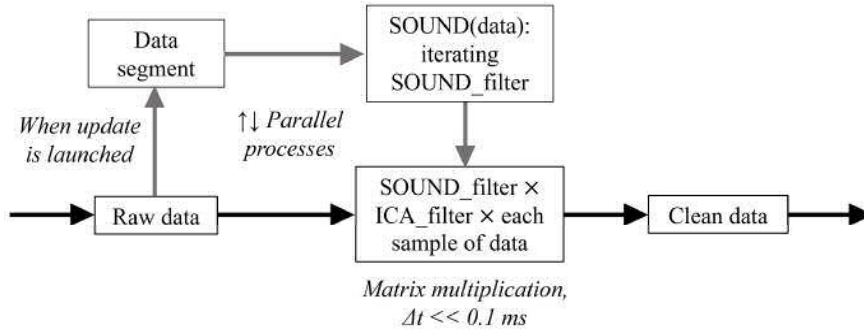 Data
segment
SOUND(data):
iterating
SOUND_filter
When update
is launched
↑↓ Parallel
processes
Raw data
SOUND_filter ×
ICA_filter × each
sample of data
Clean data
Matrix multiplication,
Δt << 0.1 ms